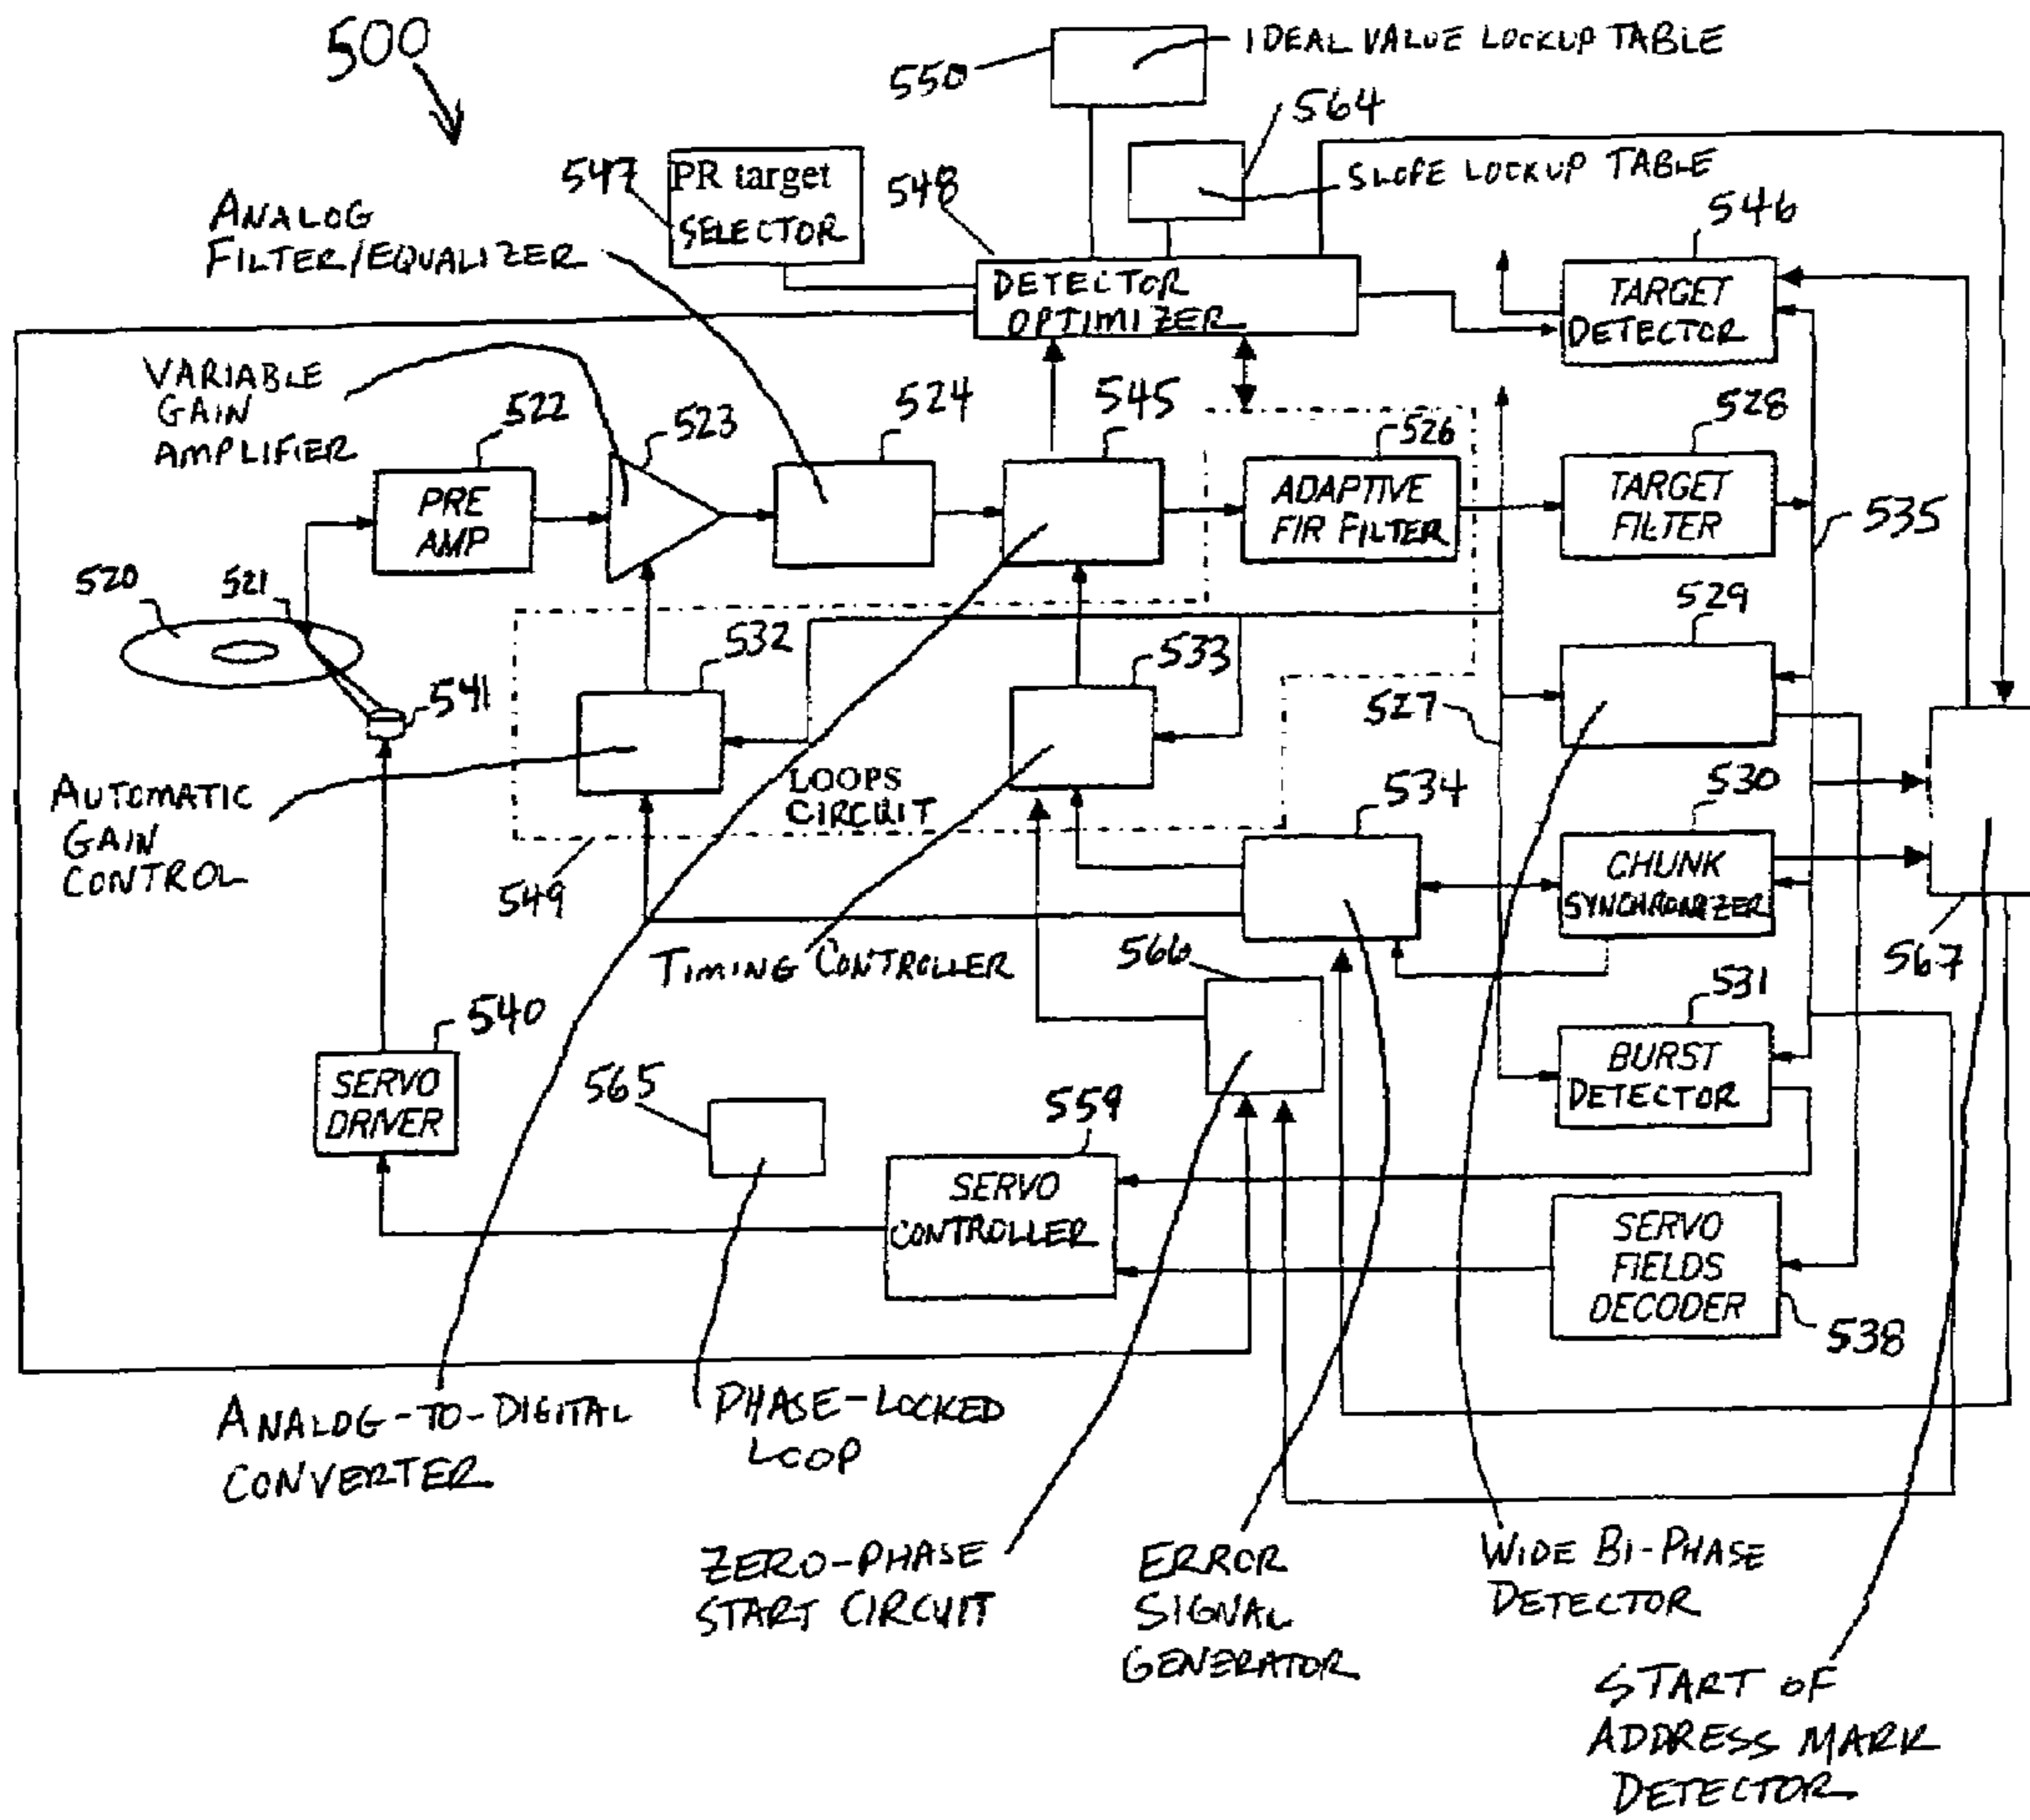 500
550
IDEAL VALUE LOOKUP TABLE
564
SLOPE LOOKUP TABLE
547
PR target
SELECTOR
548
DETECTOR
OPTIMIZER
546
TARGET
DETECTOR
ANALOG
FILTER/EQUALIZER
VARIABLE
GAIN
AMPLIFIER
522
PRE
AMP
523
524
545
526
ADAPTIVE
FIR FILTER
528
TARGET
FILTER
535
520
521
541
532
533
529
527
LOOPS
CIRCUIT
549
AUTOMATIC
GAIN
CONTROL
534
530
CHUNK
SYNCHRONIZER
567
TIMING CONTROLLER
566
531
BURST
DETECTOR
540
SERVO
DRIVER
565
559
SERVO
CONTROLLER
SERVO
FIELDS
DECODER
538
ANALOG-TO-DIGITAL
CONVERTER
PHASE-LOCKED
LOOP
ZERO-PHASE
START CIRCUIT
ERROR
SIGNAL
GENERATOR
WIDE BI-PHASE
DETECTOR
START OF
ADDRESS MARK
DETECTOR